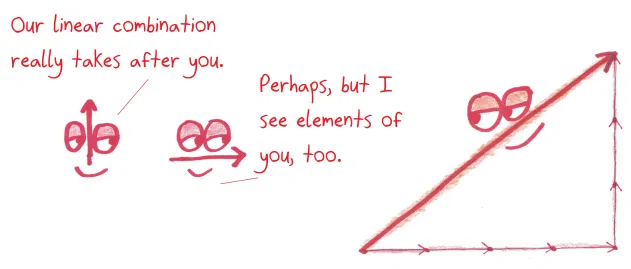 Our linear combination
really takes after you.
Perhaps, but I
see elements of
you, too.